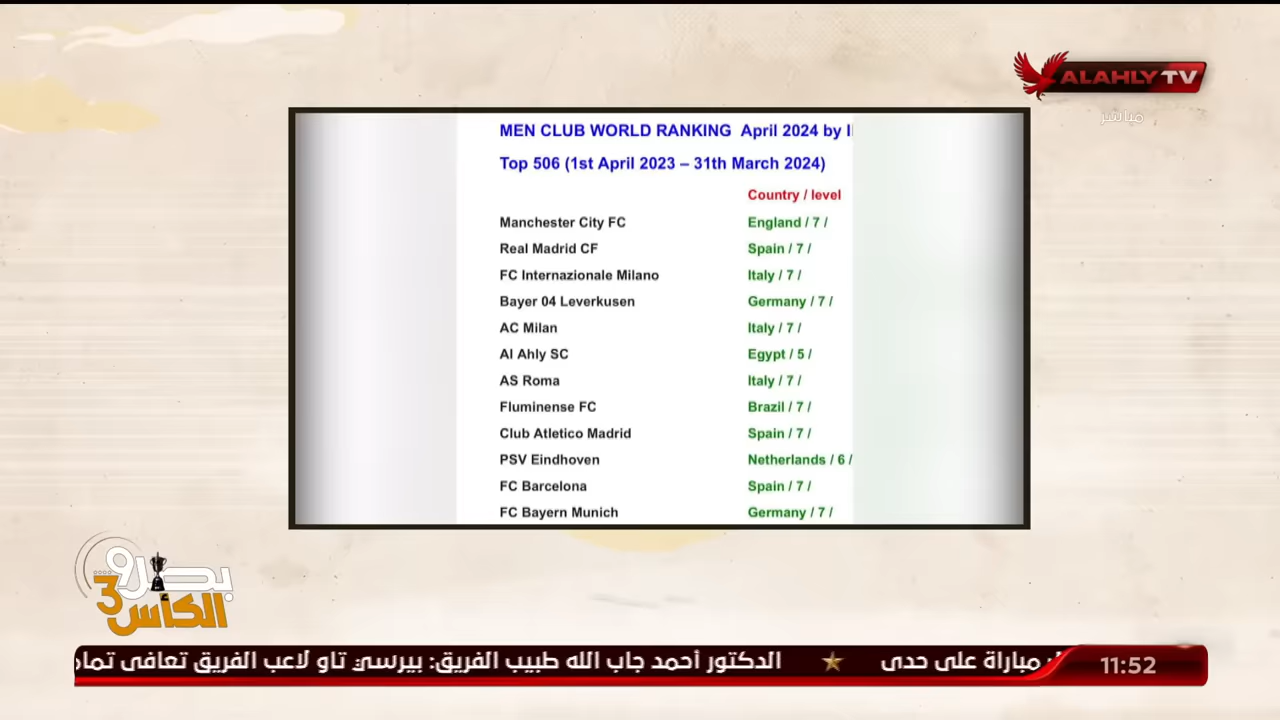 ALAHLY TV
مباشر
MEN CLUB WORLD RANKING April 2024 by
Top 506 (1st April 2023 – 31th March 2024)
Country / level
Manchester City FC England / 7 /
Real Madrid CF Spain / 7 /
FC Internazionale Milano Italy / 7 /
Bayer 04 Leverkusen Germany / 7 /
AC Milan Italy / 7 /
Al Ahly SC Egypt / 5 /
AS Roma Italy / 7 /
Fluminense FC Brazil / 7 /
Club Atletico Madrid Spain / 7 /
PSV Eindhoven Netherlands / 6 /
FC Barcelona Spain / 7 /
FC Bayern Munich Germany / 7 /
الكأس
3
مباراة على حدى ★ الدكتور أحمد جاب الله طبيب الفريق: بيرسي تاو لاعب الفريق تعافى
11:52